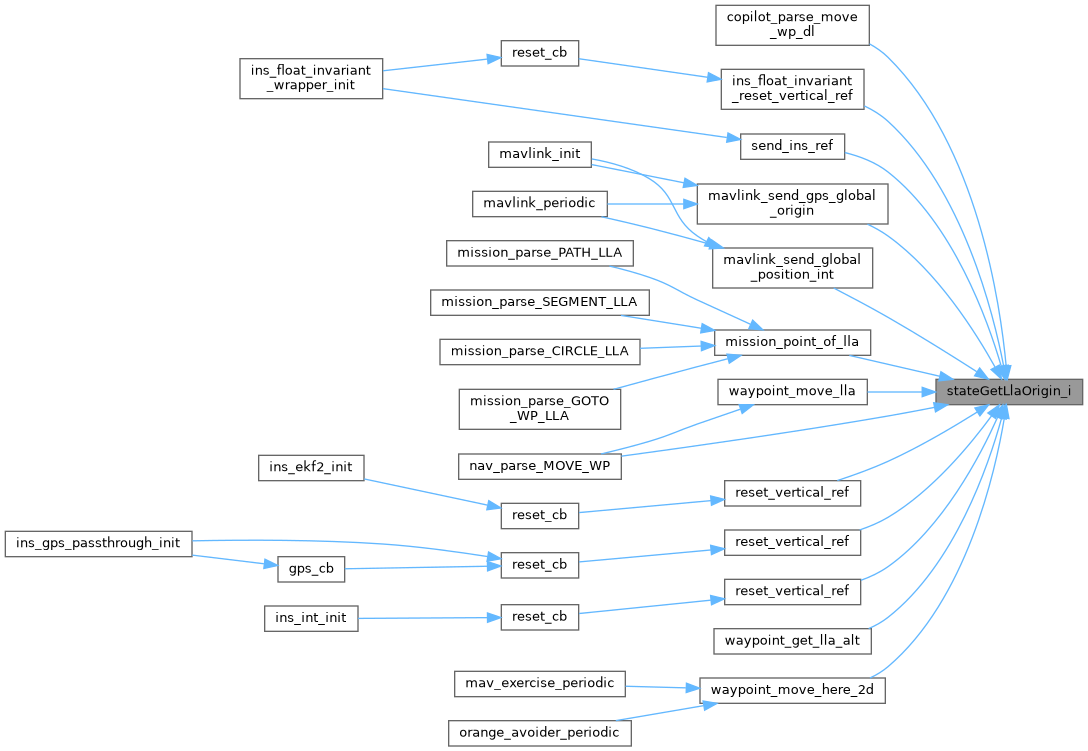 copilot_parse_move
_wp_dl
reset_cb
ins_float_invariant
_wrapper_init
ins_float_invariant
_reset_vertical_ref
send_ins_ref
mavlink_init
mavlink_send_gps_global
_origin
mavlink_periodic
mavlink_send_global
_position_int
mission_parse_PATH_LLA
mission_parse_SEGMENT_LLA
mission_point_of_lla
mission_parse_CIRCLE_LLA
mission_parse_GOTO
_WP_LLA
waypoint_move_lla
stateGetLlaOrigin_i
nav_parse_MOVE_WP
ins_ekf2_init
reset_cb
reset_vertical_ref
ins_gps_passthrough_init
gps_cb
reset_cb
reset_vertical_ref
ins_int_init
reset_cb
reset_vertical_ref
waypoint_get_lla_alt
mav_exercise_periodic
waypoint_move_here_2d
orange_avoider_periodic